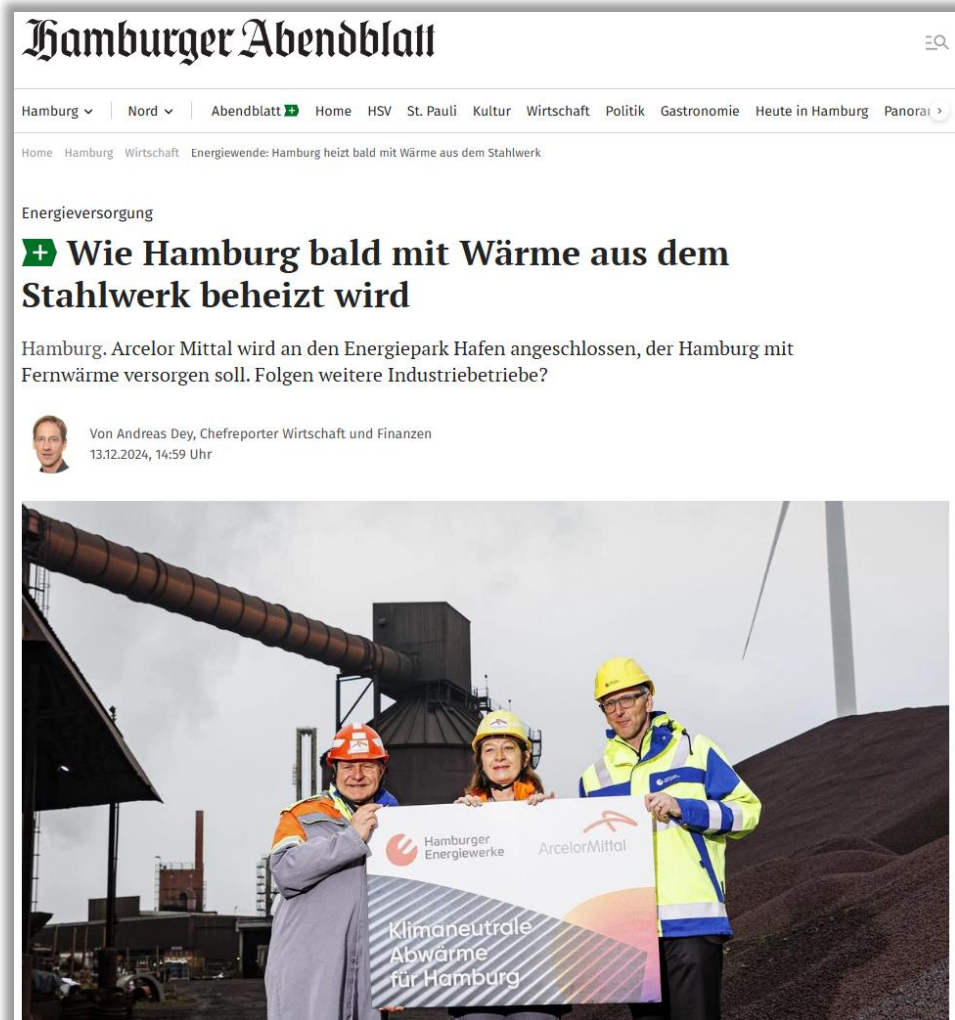 Hamburger Abendblatt
Hamburg Nord Abendblatt + Home HSV St. Pauli Kultur Wirtschaft Politik Gastronomie Heute in Hamburg
Home Hamburg Wirtschaft Energiewende: Hamburg heizt bald mit Wärme aus dem Stahlwerk
Energieversorgung
+ Wie Hamburg bald mit Wärme aus dem
Stahlwerk beheizt wird
Hamburg. Arcelor Mittal wird an den Energiepark Hafen angeschlossen, der Hamburg mit
Fernwärme versorgen soll. Folgen weitere Industriebetriebe?
Von Andreas Dey, Chefreporter Wirtschaft und Finanzen
13.12.2024, 14:59 Uhr
Hamburger
Energiewerke
ArcelorMittal
Klimaneutrale
Abwärme
für Hamburg